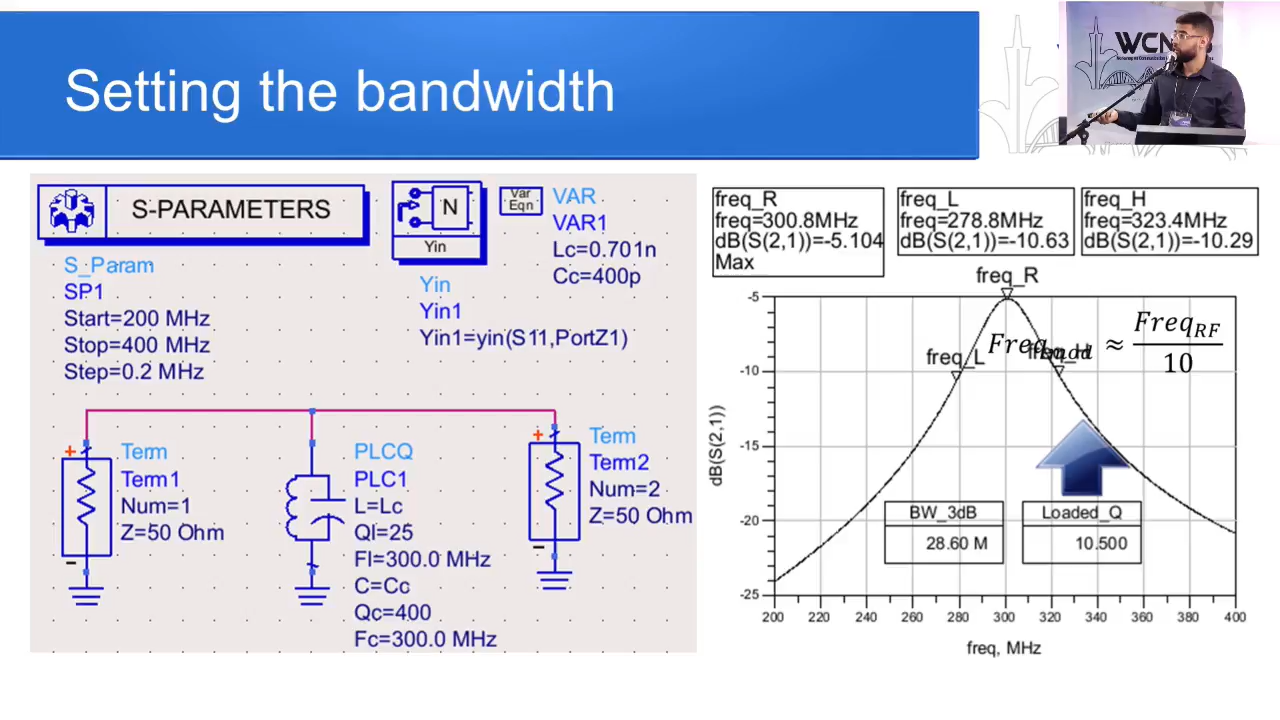 Setting the bandwidth
WCN
S-PARAMETERS
S_Param
SP1
Start=200 MHz
Stop=400 MHz
Step=0.2 MHz
N
Yin
Yin
Yin1
Yin1=yin(S11,PortZ1)
Var
Eqn
VAR
VAR1
Lc=0.701n
Cc=400p
+
Term
Term1
Num=1
Z=50 Ohm
-
PLCQ
PLC1
L=Lc
Ql=25
Fl=300.0 MHz
C=Cc
Qc=400
Fc=300.0 MHz
+
Term
Term2
Num=2
Z=50 Ohm
-
freq_R
freq=300.8MHz
dB(S(2,1))=-5.104
Max
freq_L
freq=278.8MHz
dB(S(2,1))=-10.63
freq_H
freq=323.4MHz
dB(S(2,1))=-10.29
freq_R
freq_L
Freq ≈ FreqRF
10
-5
-10
-15
-20
-25
dB(S(2,1))
BW_3dB
28.60 M
Loaded_Q
10.500
200 220 240 260 280 300 320 340 360 380 400
freq, MHz